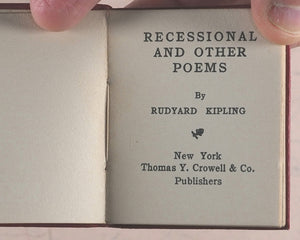 RECESSIONAL
AND OTHER
POEMS
By
RUDYARD KIPLING
New York
Thomas Y. Crowell & Co.
Publishers